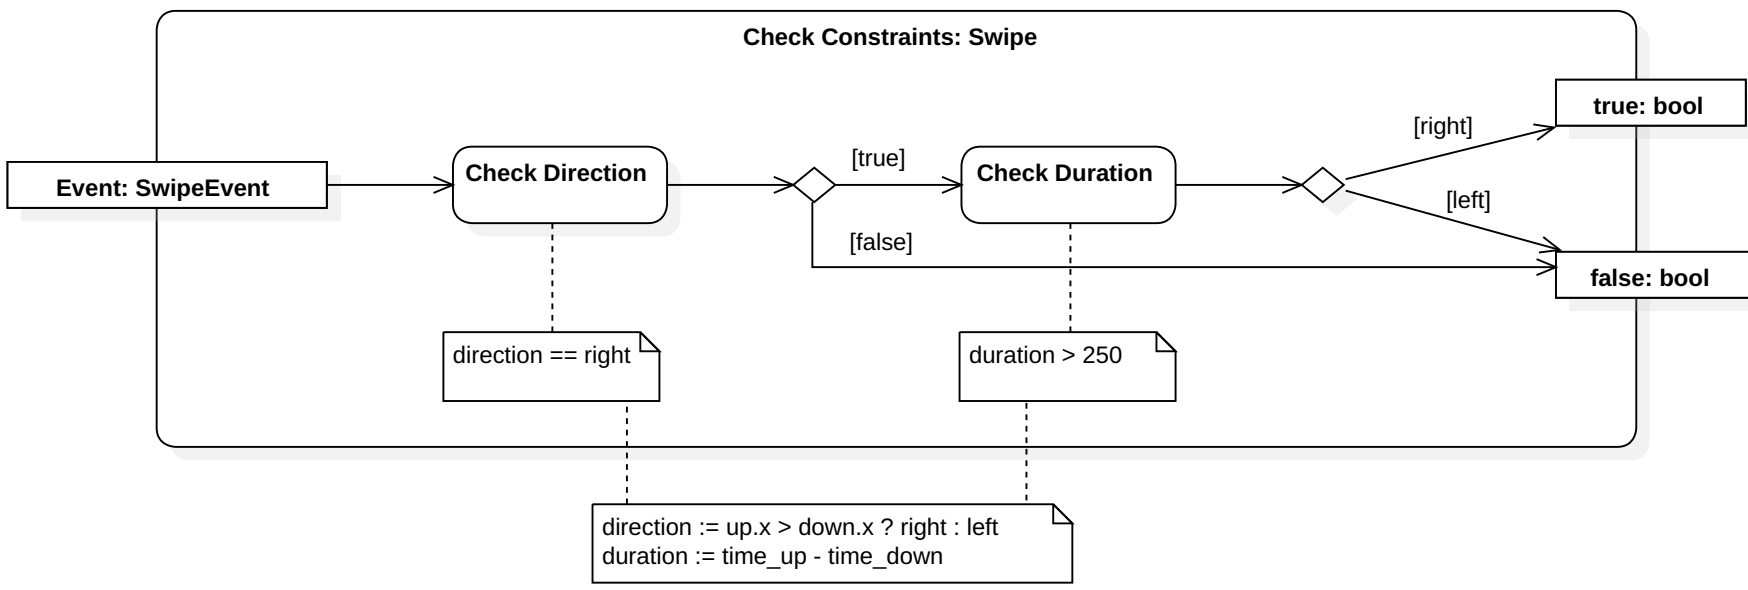 Check Constraints: Swipe
true: bool
[right]
[true]
Event: SwipeEvent
Check Direction
Check Duration
[left]
[false]
false: bool
direction == right
duration > 250
direction := up.x > down.x ? right : left
duration := time_up - time_down